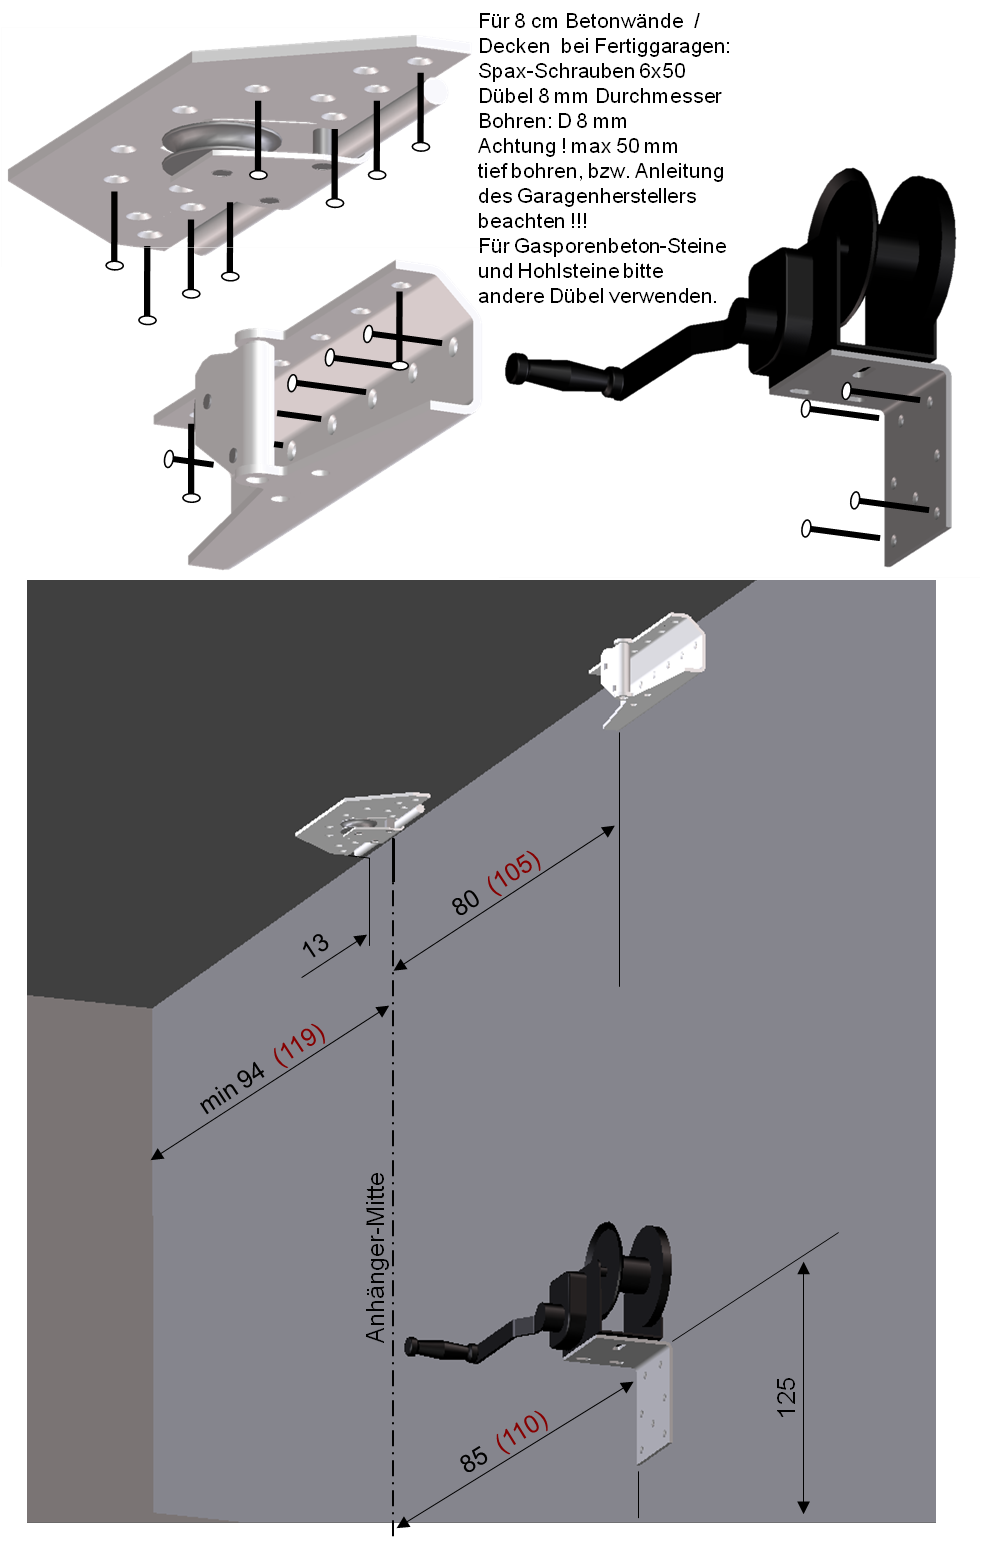 Für 8 cm Betonwände /
Decken bei Fertiggaragen:
Spax-Schrauben 6x50
Dübel 8 mm Durchmesser
Bohren: D 8 mm
Achtung ! max 50 mm
tief bohren, bzw. Anleitung
des Garagenherstellers
beachten !!!
Für Gasporenbeton-Steine
und Hohlsteine bitte
andere Dübel verwenden.
80 (105)
13
min 94 (119)
Anhänger-Mitte
125
85 (110)